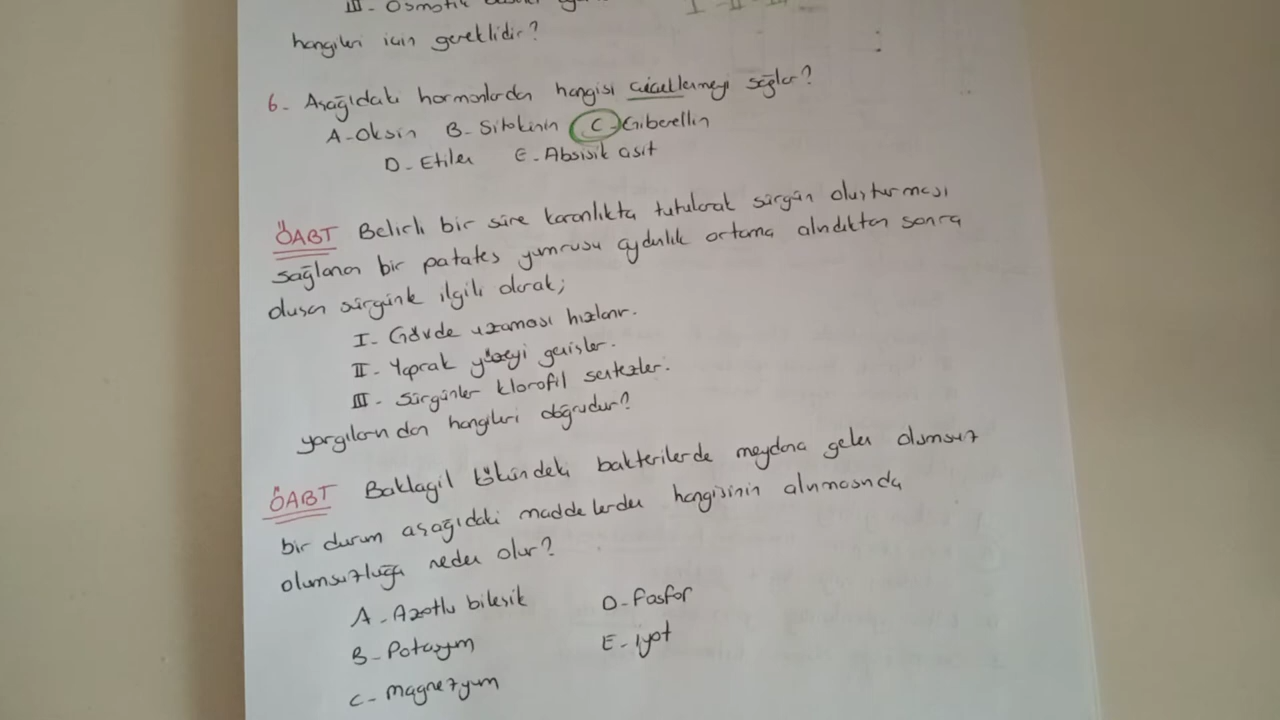 III- Osmotik
hangileri için gereklidir?
6- Aşağıdaki hormonlardan hangisi çiçeklenmeyi sağlar?
A-Oksin B- Sitokinin C-Giberellin
D- Etilen E-Absisik asit
ÖABT Belirli bir süre karanlıkta tutularak sürgün oluşturması
sağlanan bir patates yumrusu aydınlık ortama alındıktan sonra
oluşan sürgünle ilgili olarak;
I- Gövde uzaması hızlanır.
II- Yaprak yüzeyi genişler.
III- Sürgünler klorofil sentezler.
yargılarından hangileri doğrudur?
ÖABT Baklagil kökündeki bakterilerde meydana gelen olumsuz
bir durum aşağıdaki maddelerden hangisinin alınmasında
olumsuzluğa neden olur?
A-Azotlu bileşik D-Fosfor
B-Potasyum E-iyot
C-Magnezyum